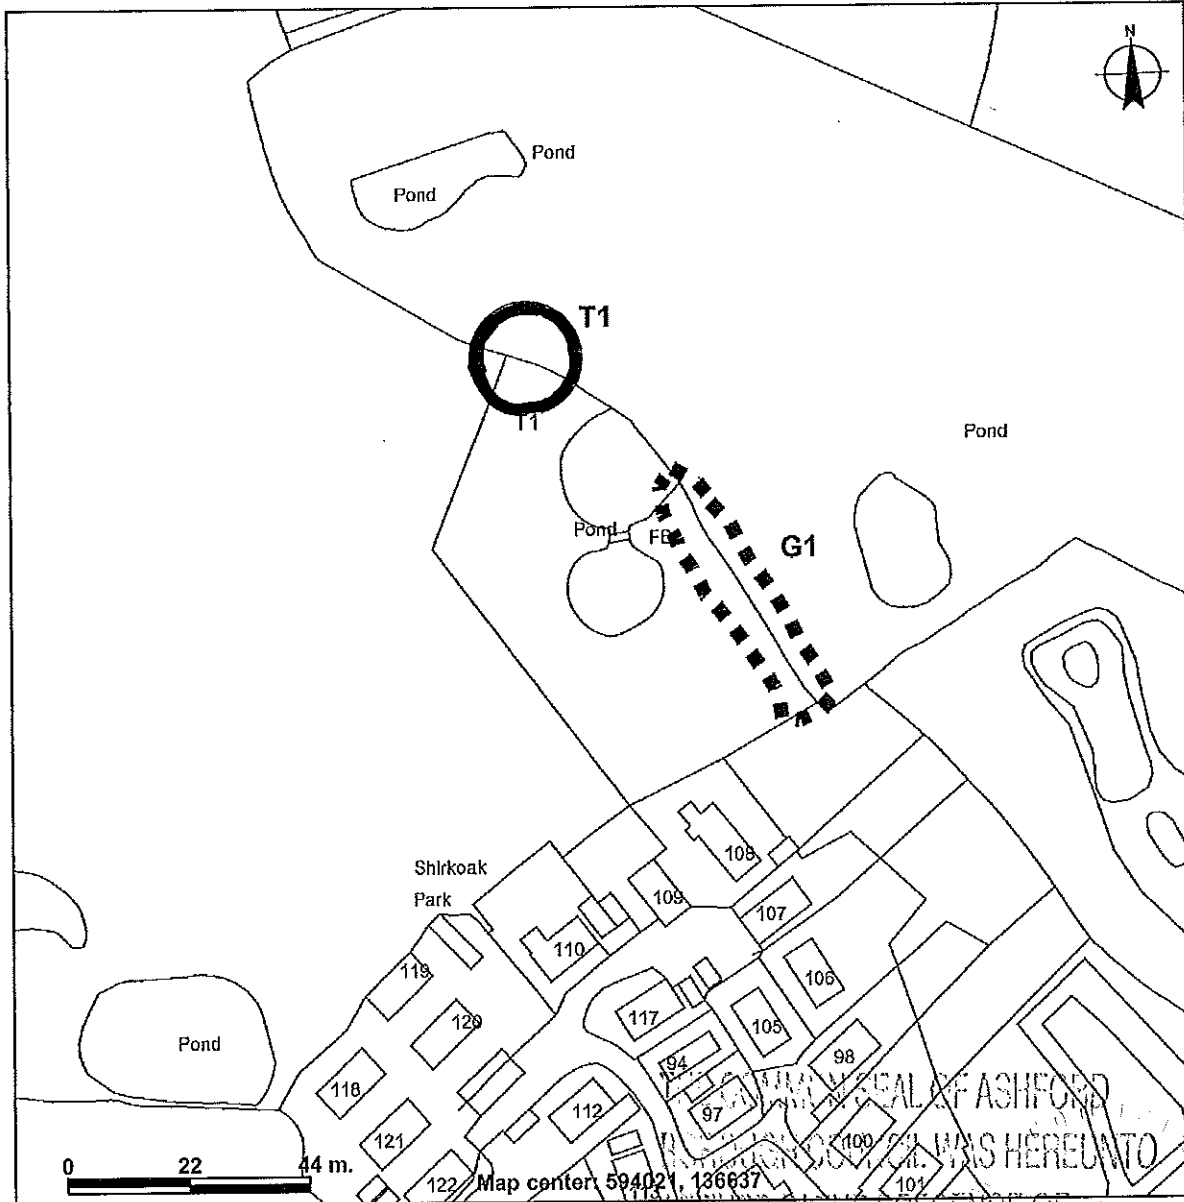 N
Pond
Pond
T1
T1
Pond
Pond
G1
108
Shirkoak
Park
109
107
110
119
106
117
120
105
94
98
Pond
118
112
97
121
100
COMMON SEAL OF ASHFORD
COUNCIL WAS HEREUNTO
0 22 44 m.
122
Map center: 594021, 136637
101